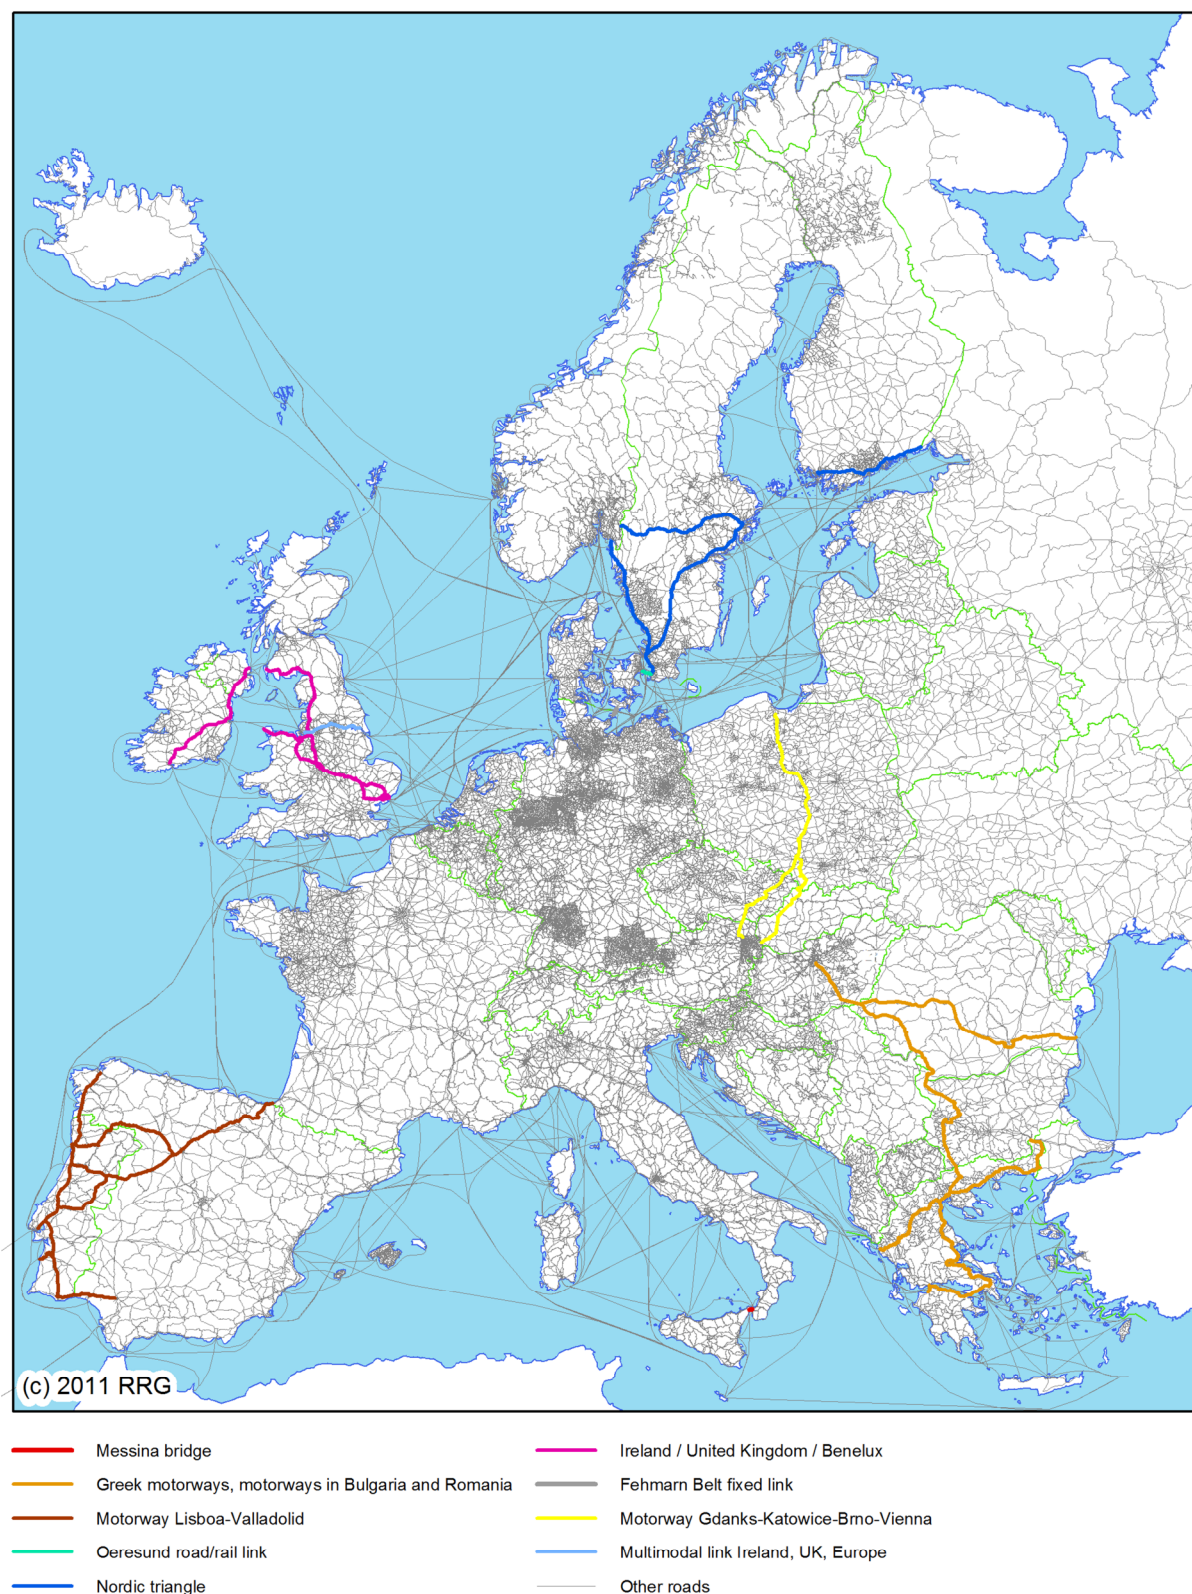 (c) 2011 RRG
Messina bridge
Ireland / United Kingdom / Benelux
Greek motorways, motorways in Bulgaria and Romania
Fehmarn Belt fixed link
Motorway Lisboa-Valladolid
Motorway Gdanks-Katowice-Brno-Vienna
Oeresund road/rail link
Multimodal link Ireland, UK, Europe
Nordic triangle
Other roads